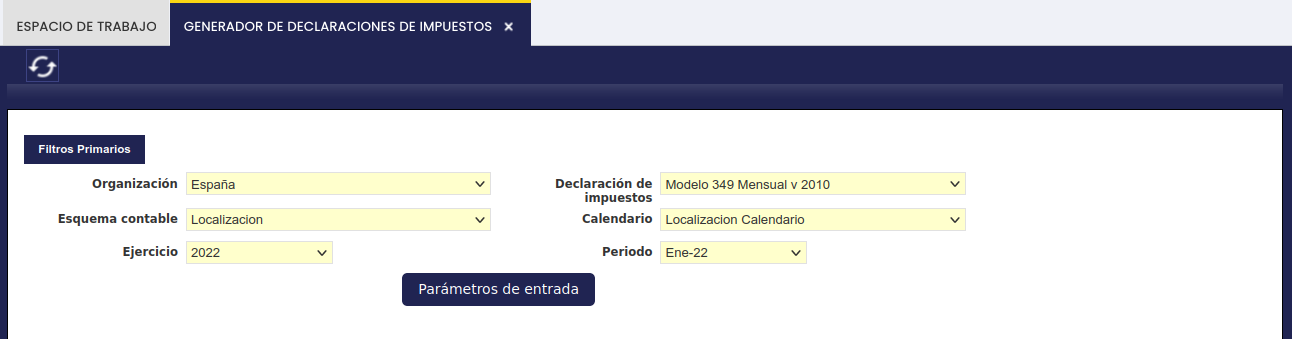 ESPACIO DE TRABAJO
GENERADOR DE DECLARACIONES DE IMPUESTOS ×
Filtros Primarios
Organización España
Declaración de
impuestos Modelo 349 Mensual v 2010
Esquema contable Localizacion
Calendario Localizacion Calendario
Ejercicio 2022
Periodo Ene-22
Parámetros de entrada